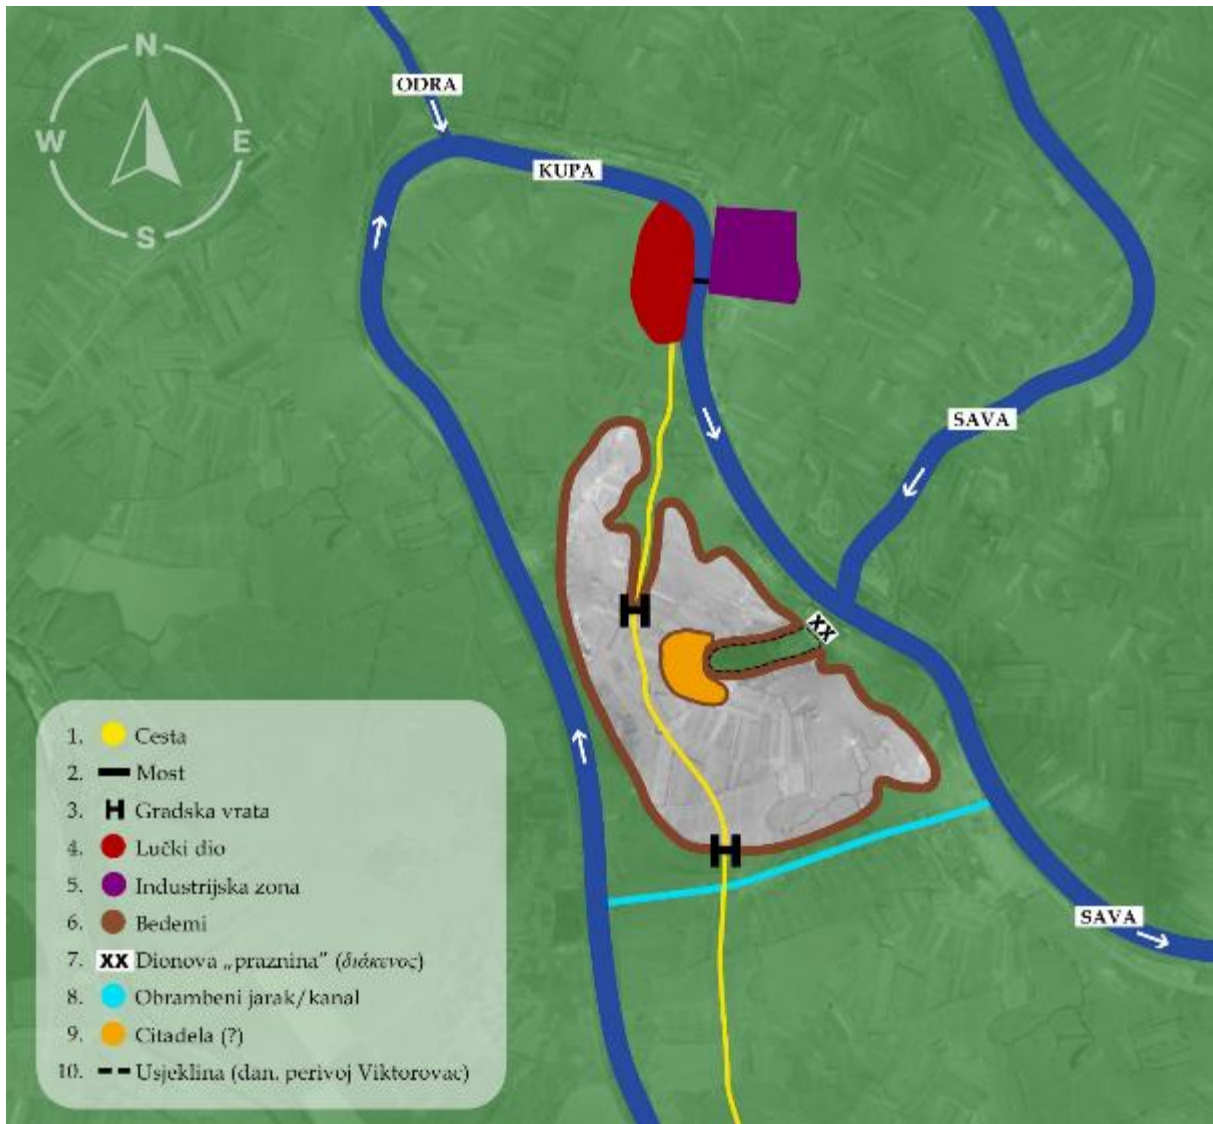 N
W E
S
ODRA
KUPA
SAVA
XX
H
H
SAVA
1. Cesta
2. Most
3. H Gradska vrata
4. Lučki dio
5. Industrijska zona
6. Bedemi
7. XX Dionova „praznina” (διάκενος)
8. Obrambeni jarak/kanal
9. Citadela (?)
10. Usjeklina (dan. perivoj Viktorovac)